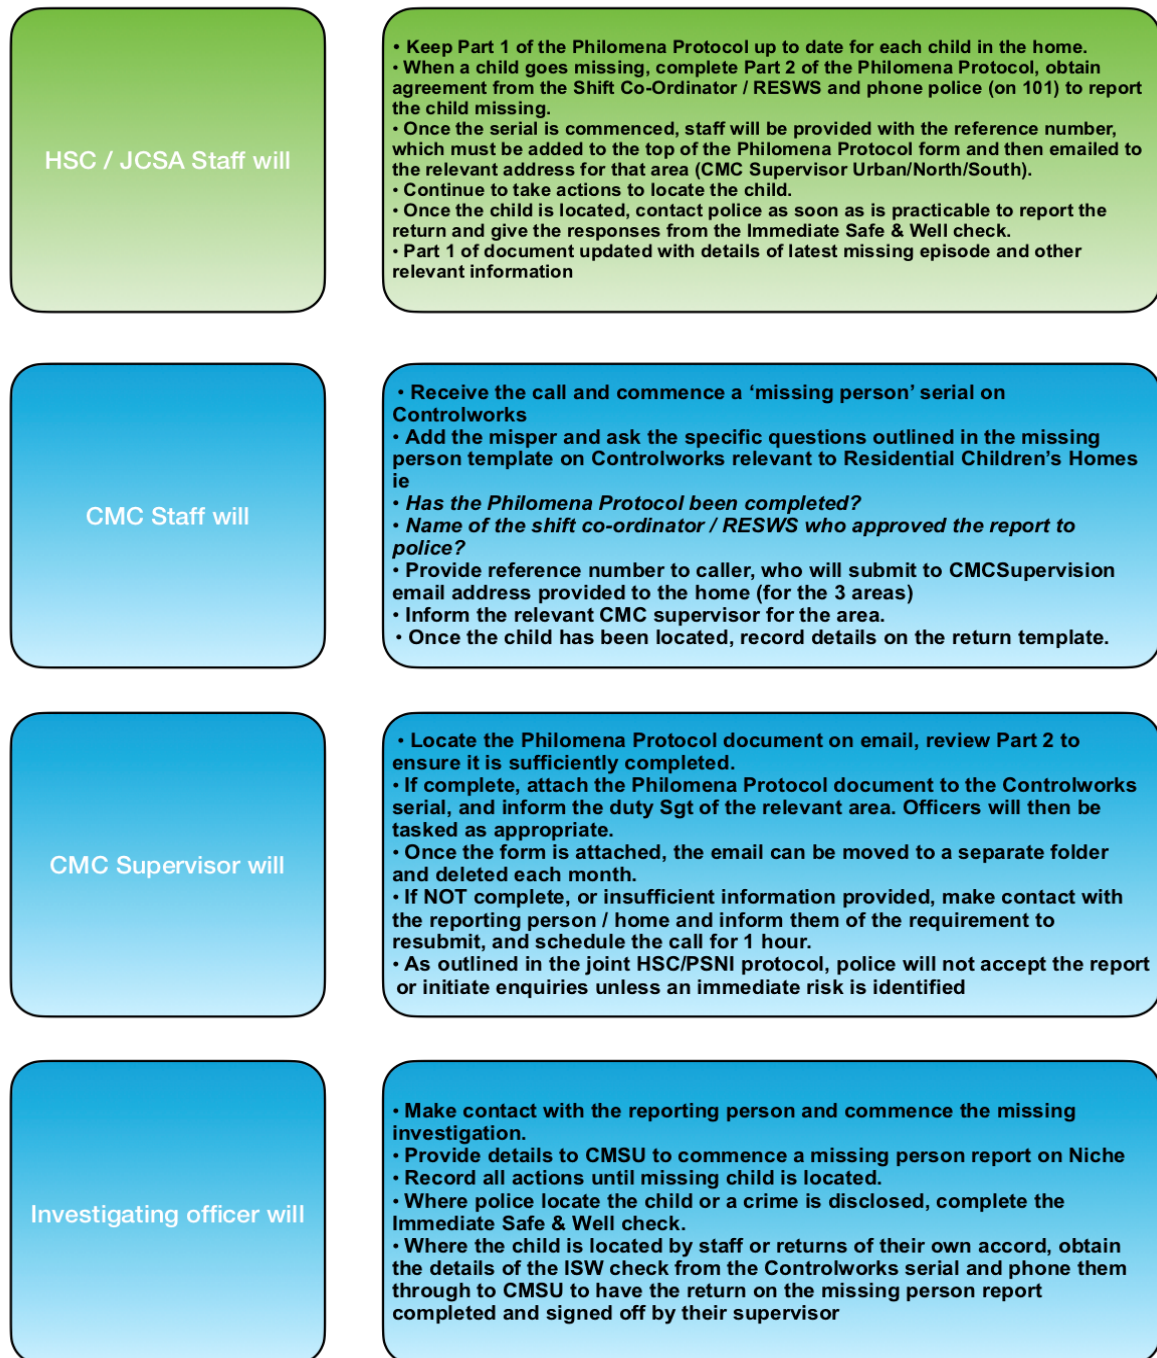 HSC / JCSA Staff will
• Keep Part 1 of the Philomena Protocol up to date for each child in the home.
• When a child goes missing, complete Part 2 of the Philomena Protocol, obtain
agreement from the Shift Co-Ordinator / RESWS and phone police (on 101) to report
the child missing.
• Once the serial is commenced, staff will be provided with the reference number,
which must be added to the top of the Philomena Protocol form and then emailed to
the relevant address for that area (CMC Supervisor Urban/North/South).
• Continue to take actions to locate the child.
• Once the child is located, contact police as soon as is practicable to report the
return and give the responses from the Immediate Safe & Well check.
• Part 1 of document updated with details of latest missing episode and other
relevant information
CMC Staff will
• Receive the call and commence a ‘missing person’ serial on
Controlworks
• Add the misper and ask the specific questions outlined in the missing
person template on Controlworks relevant to Residential Children’s Homes
ie
• Has the Philomena Protocol been completed?
• Name of the shift co-ordinator / RESWS who approved the report to
police?
• Provide reference number to caller, who will submit to CMCSupervision
email address provided to the home (for the 3 areas)
• Inform the relevant CMC supervisor for the area.
• Once the child has been located, record details on the return template.
CMC Supervisor will
• Locate the Philomena Protocol document on email, review Part 2 to
ensure it is sufficiently completed.
• If complete, attach the Philomena Protocol document to the Controlworks
serial, and inform the duty Sgt of the relevant area. Officers will then be
tasked as appropriate.
• Once the form is attached, the email can be moved to a separate folder
and deleted each month.
• If NOT complete, or insufficient information provided, make contact with
the reporting person / home and inform them of the requirement to
resubmit, and schedule the call for 1 hour.
• As outlined in the joint HSC/PSNI protocol, police will not accept the report
or initiate enquiries unless an immediate risk is identified
Investigating officer will
• Make contact with the reporting person and commence the missing
investigation.
• Provide details to CMSU to commence a missing person report on Niche
• Record all actions until missing child is located.
• Where police locate the child or a crime is disclosed, complete the
Immediate Safe & Well check.
• Where the child is located by staff or returns of their own accord, obtain
the details of the ISW check from the Controlworks serial and phone them
through to CMSU to have the return on the missing person report
completed and signed off by their supervisor